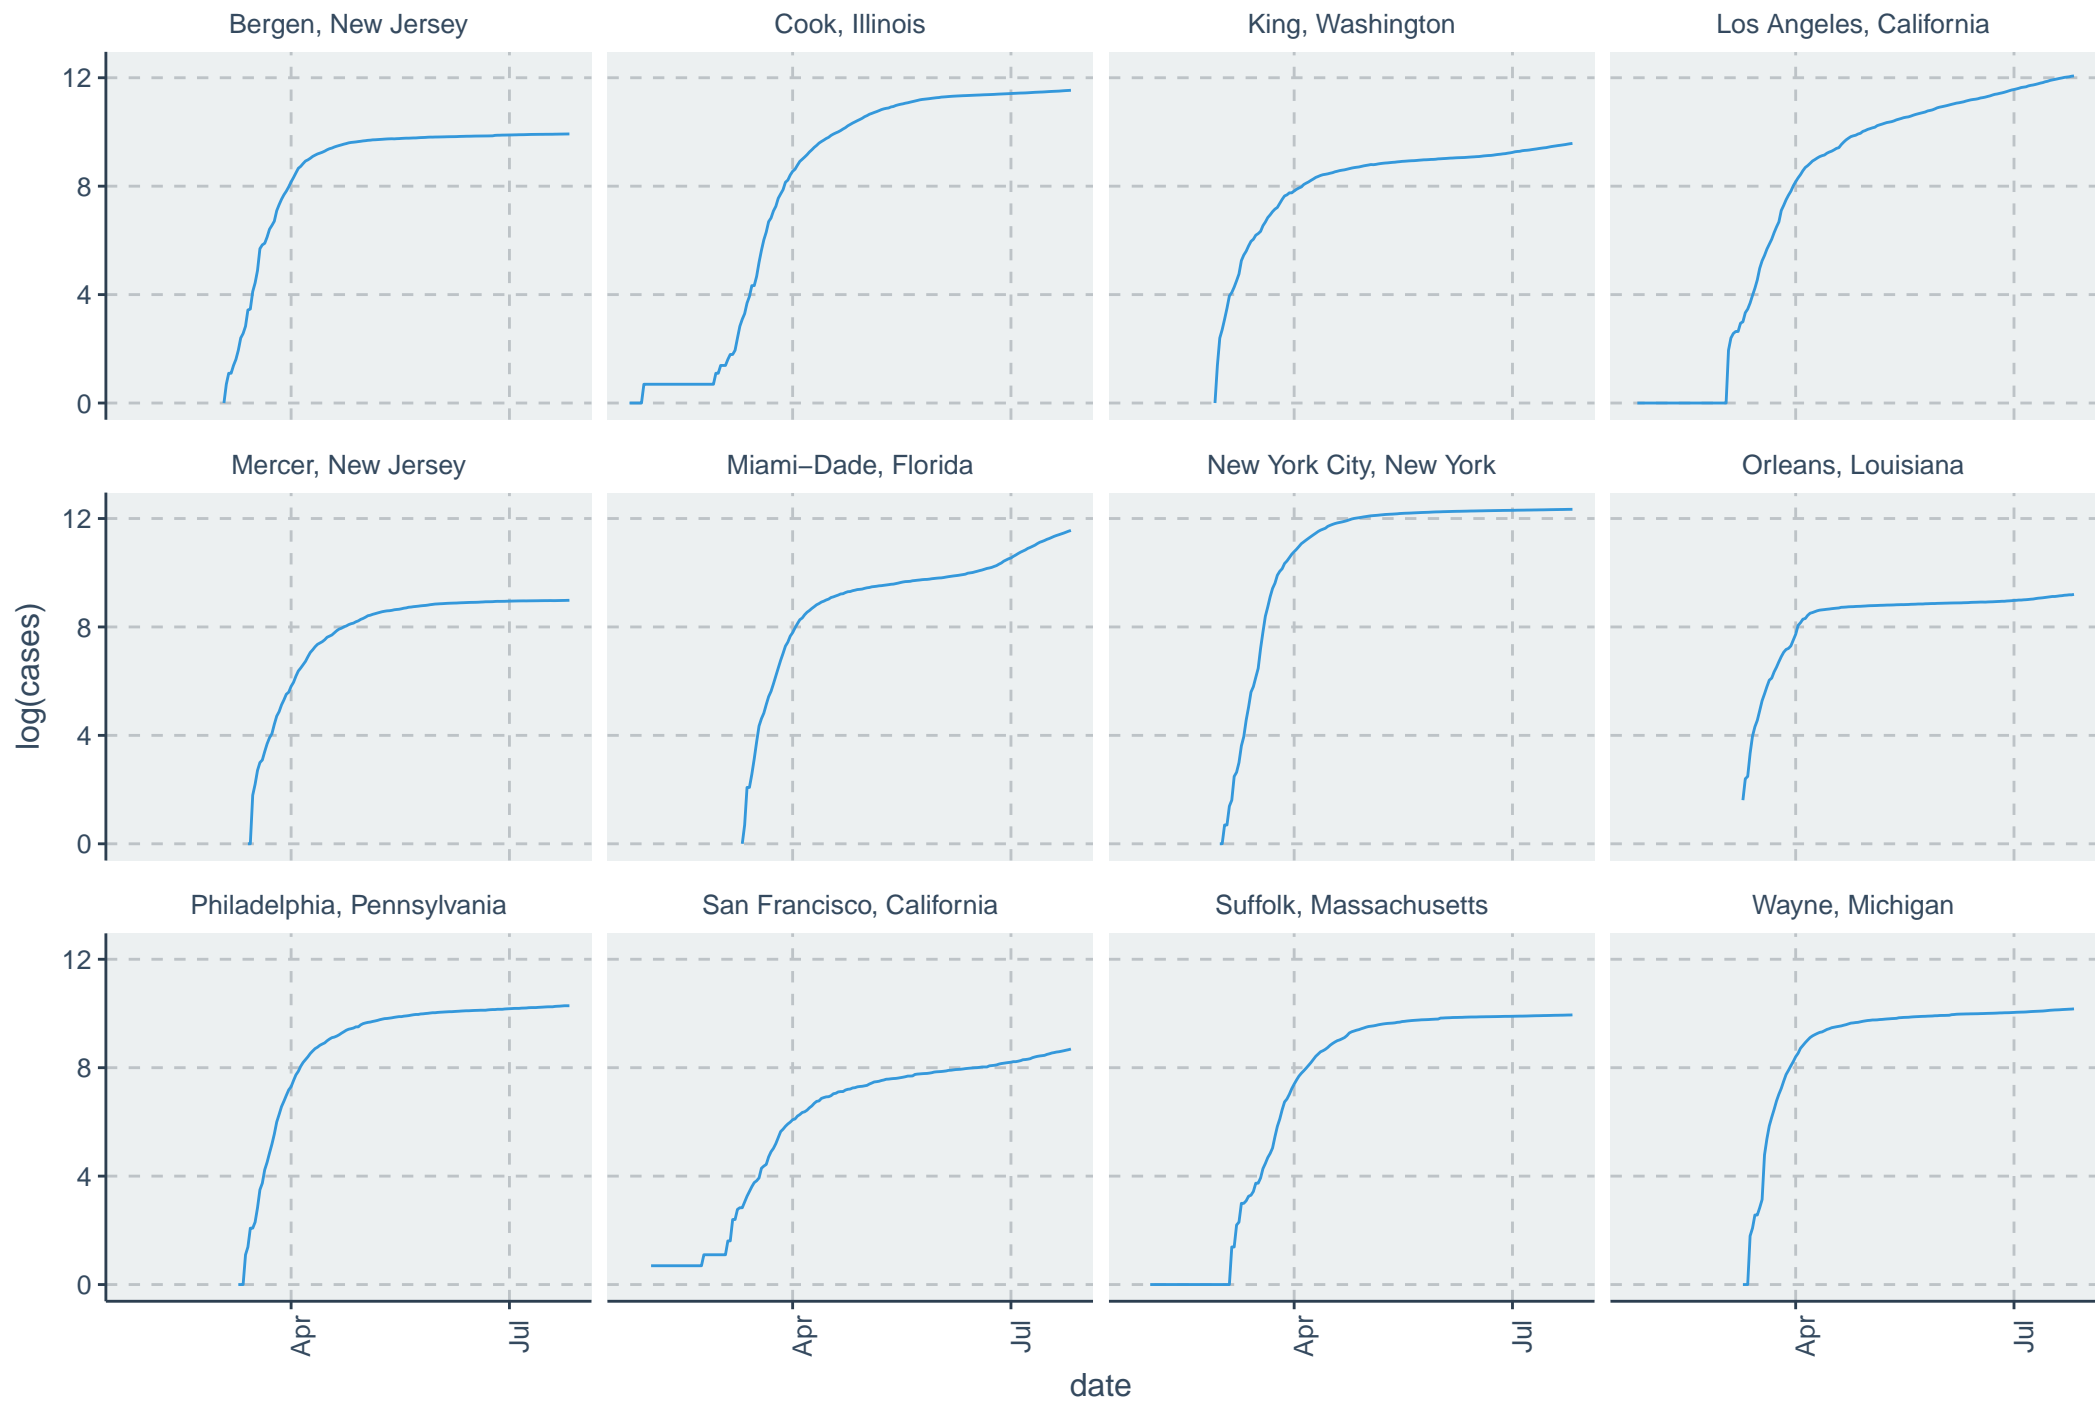 Bergen, New Jersey
Cook, Illinois
King, Washington
Los Angeles, California
12
8
4
0
Mercer, New Jersey
Miami−Dade, Florida
New York City, New York
Orleans, Louisiana
12
8
4
0
log(cases)
Philadelphia, Pennsylvania
San Francisco, California
Suffolk, Massachusetts
Wayne, Michigan
12
8
4
0
Apr
Jul
Apr
Jul
Apr
Jul
Apr
Jul
date